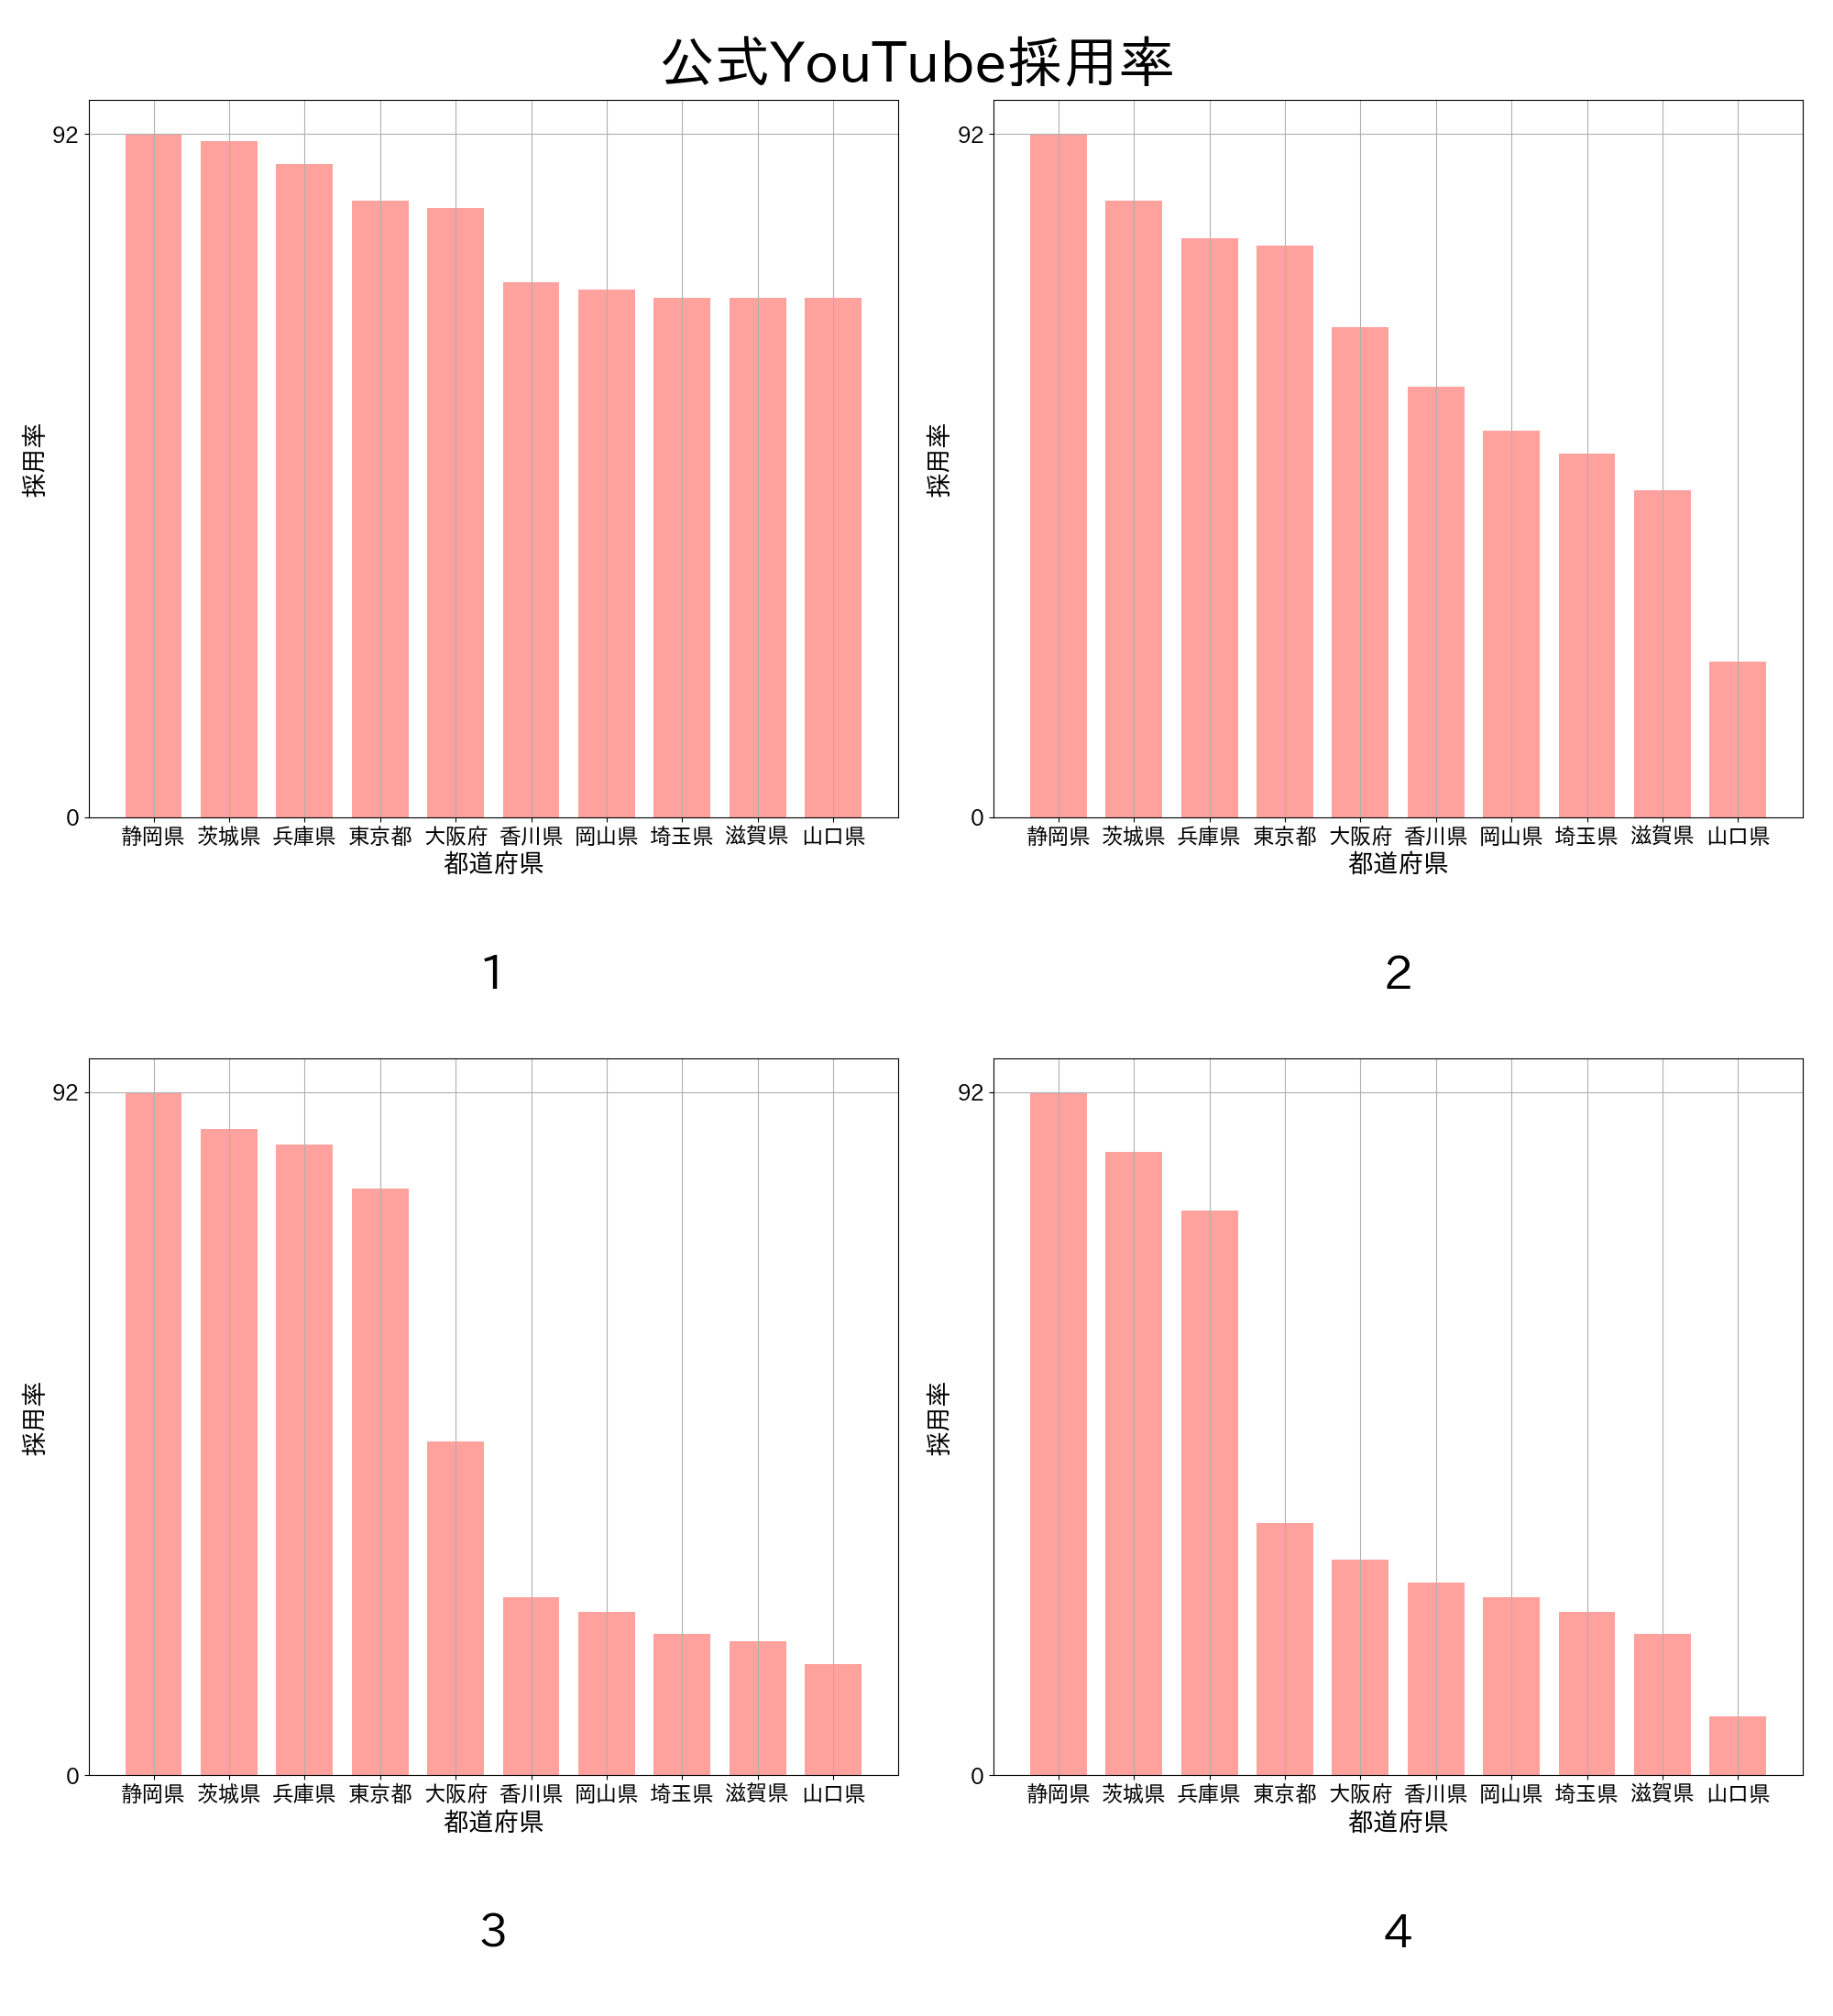 公式YouTube採用率
92
0
採用率
静岡県 茨城県 兵庫県 東京都 大阪府 香川県 岡山県 埼玉県 滋賀県 山口県
都道府県
1
92
0
採用率
静岡県 茨城県 兵庫県 東京都 大阪府 香川県 岡山県 埼玉県 滋賀県 山口県
都道府県
2
92
0
採用率
静岡県 茨城県 兵庫県 東京都 大阪府 香川県 岡山県 埼玉県 滋賀県 山口県
都道府県
3
92
0
採用率
静岡県 茨城県 兵庫県 東京都 大阪府 香川県 岡山県 埼玉県 滋賀県 山口県
都道府県
4